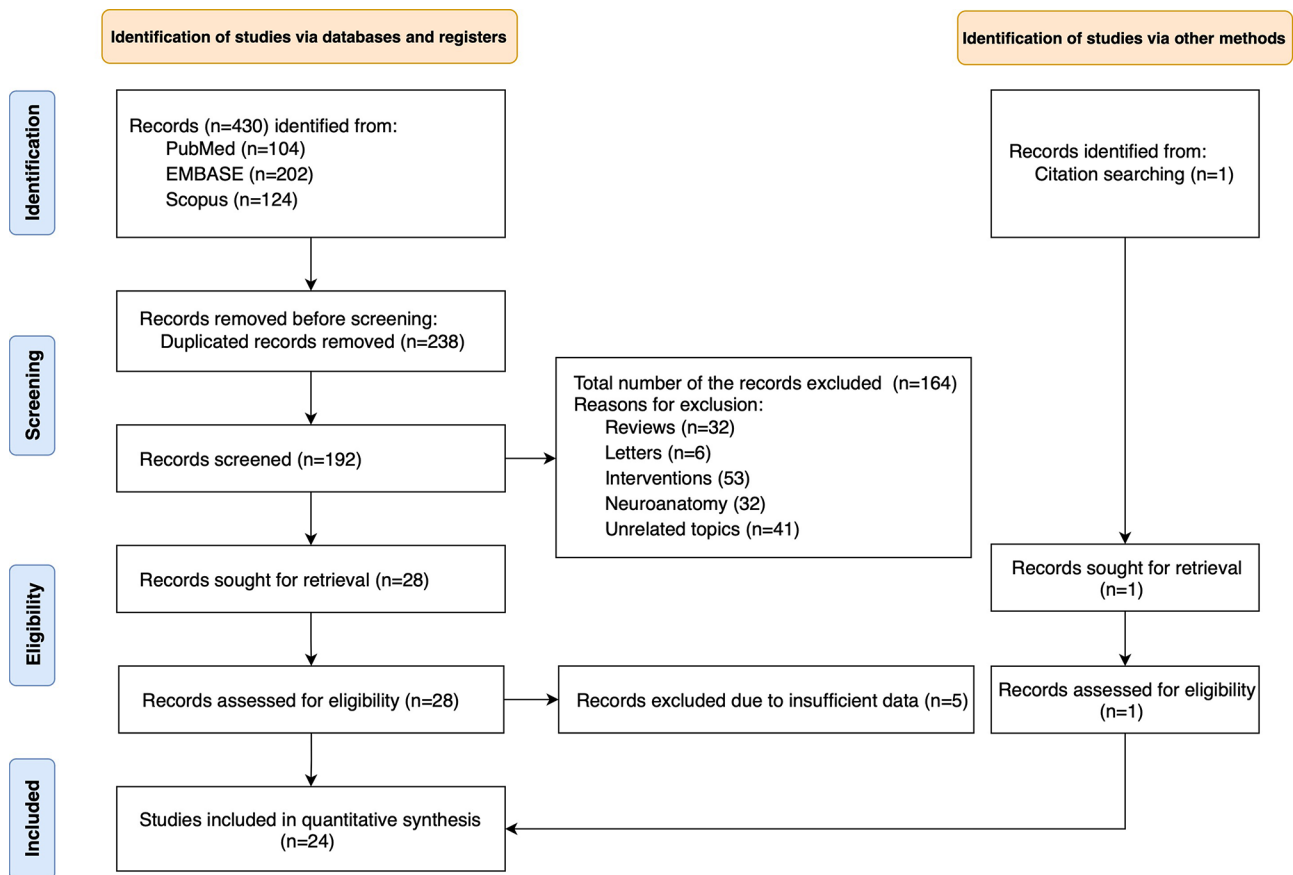 Identification of studies via databases and registers
Identification of studies via other methods
Identification
Records (n=430) identified from:
PubMed (n=104)
EMBASE (n=202)
Scopus (n=124)
Records identified from:
Citation searching (n=1)
Screening
Records removed before screening:
Duplicated records removed (n=238)
Records screened (n=192)
Total number of the records excluded (n=164)
Reasons for exclusion:
Reviews (n=32)
Letters (n=6)
Interventions (53)
Neuroanatomy (32)
Unrelated topics (n=41)
Eligibility
Records sought for retrieval (n=28)
Records sought for retrieval
(n=1)
Records assessed for eligibility (n=28)
Records excluded due to insufficient data (n=5)
Records assessed for eligibility
(n=1)
Included
Studies included in quantitative synthesis
(n=24)